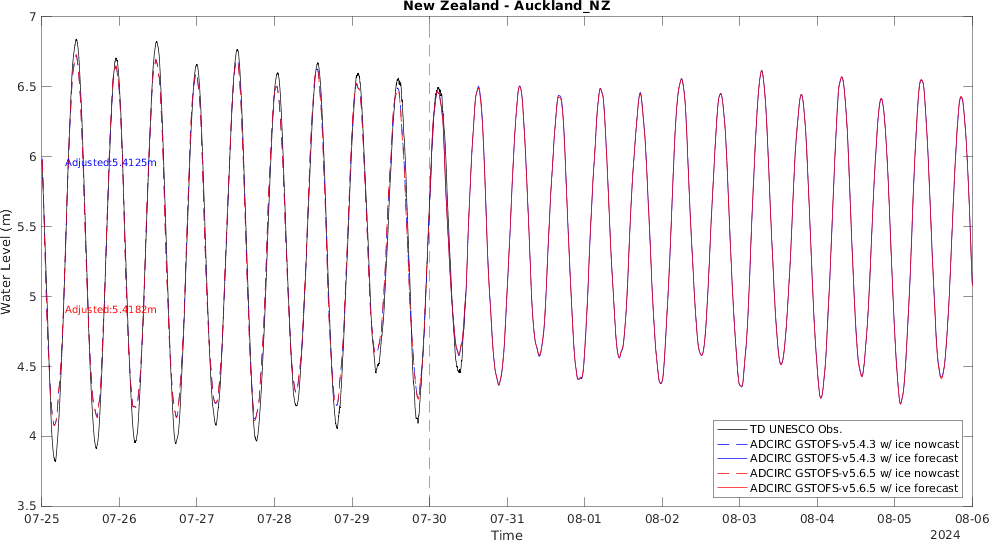 New Zealand - Auckland_NZ
7
6.5
6
5.5
5
4.5
4
3.5
Water Level (m)
Adjusted:5.4125m
Adjusted:5.4182m
TD UNESCO Obs.
ADCIRC GSTOFS-v5.4.3 w/ ice nowcast
ADCIRC GSTOFS-v5.4.3 w/ ice forecast
ADCIRC GSTOFS-v5.6.5 w/ ice nowcast
ADCIRC GSTOFS-v5.6.5 w/ ice forecast
07-25 07-26 07-27 07-28 07-29 07-30 07-31 08-01 08-02 08-03 08-04 08-05 08-06
Time
2024